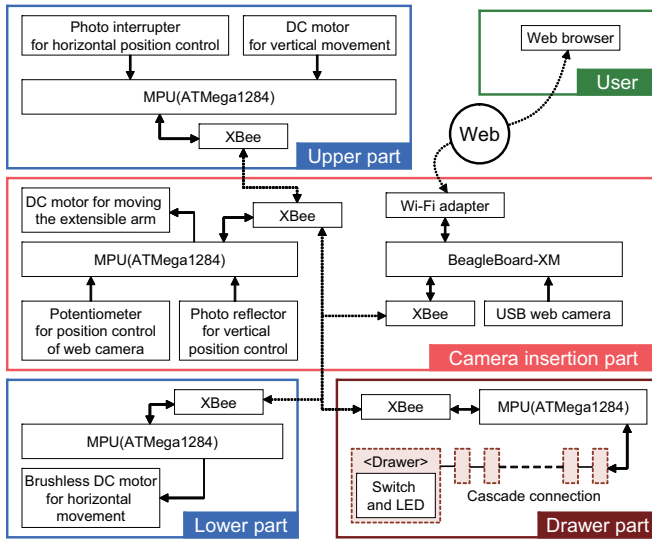 Photo interrupter
for horizontal position control
DC motor
for vertical movement
MPU(ATMega1284)
XBee
Upper part
Web browser
User
Web
DC motor for moving
the extensible arm
XBee
MPU(ATMega1284)
Potentiometer
for position control
of web camera
Photo reflector
for vertical
position control
Wi-Fi adapter
BeagleBoard-XM
XBee
USB web camera
Camera insertion part
XBee
MPU(ATMega1284)
Brushless DC motor
for horizontal
movement
Lower part
XBee
MPU(ATMega1284)
<Drawer>
Switch
and LED
Cascade connection
Drawer part